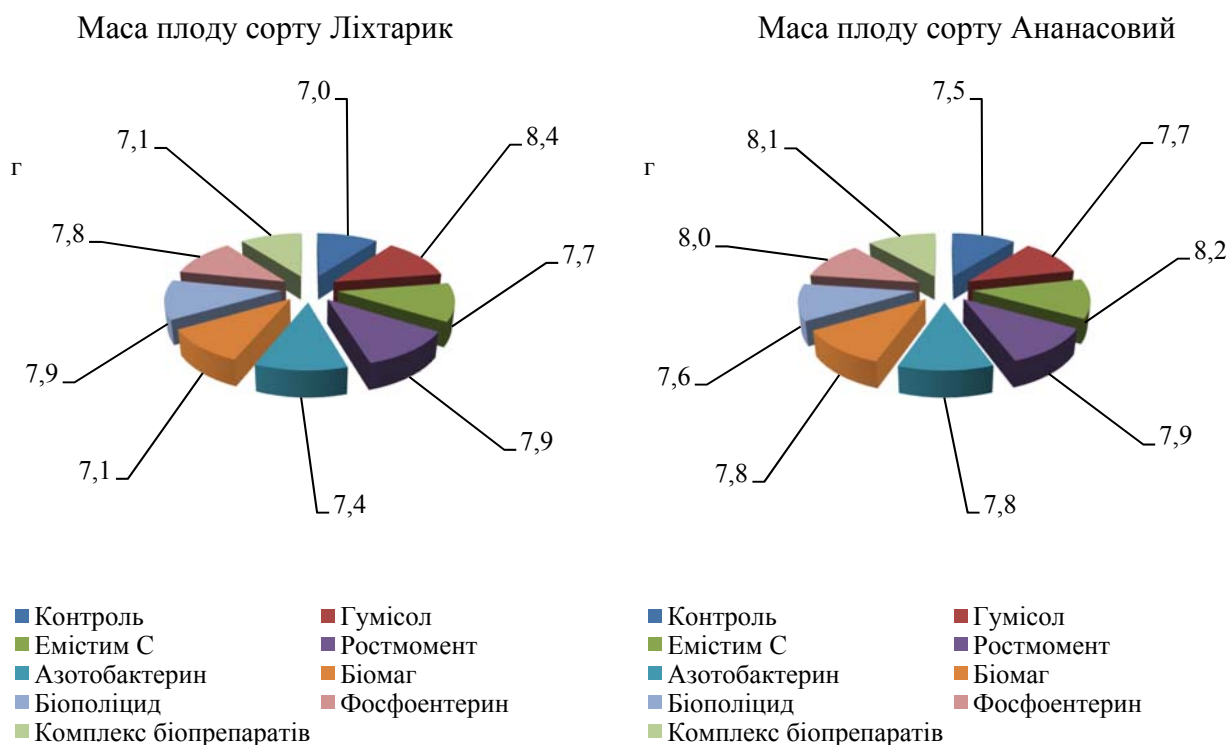 Маса плоду сорту Ліхтарик
7,0
8,4
7,1
г
7,8
7,7
7,9
7,9
7,1
7,4
Контроль
Гумісол
Емістим С
Ростмомент
Азотобактерин
Біомаг
Біополіцид
Фосфоентерин
Комплекс біопрепаратів
Маса плоду сорту Ананасовий
7,5
8,1
7,7
г
8,0
8,2
7,6
7,9
7,8
7,8
Контроль
Гумісол
Емістим С
Ростмомент
Азотобактерин
Біомаг
Біополіцид
Фосфоентерин
Комплекс біопрепаратів